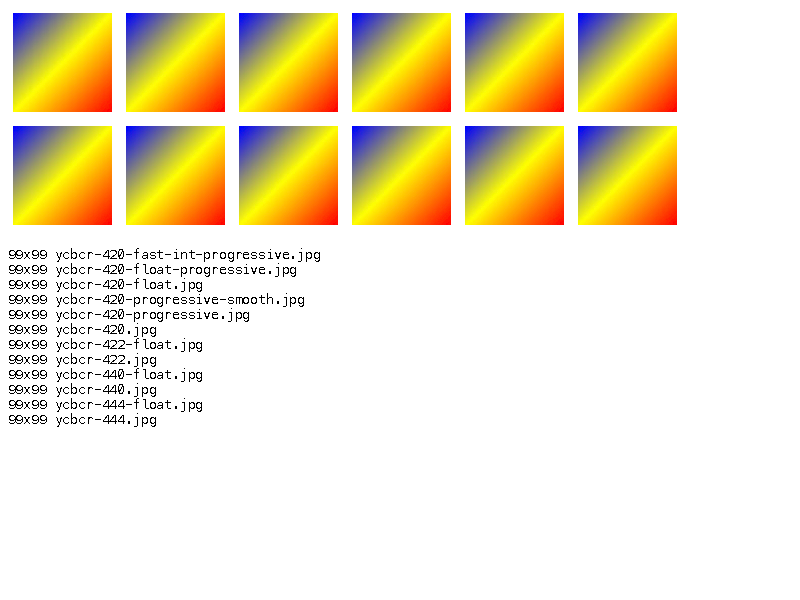 99x99 ycbcr-420-fast-int-progressive.jpg
99x99 ycbcr-420-float-progressive.jpg
99x99 ycbcr-420-float.jpg
99x99 ycbcr-420-progressive-smooth.jpg
99x99 ycbcr-420-progressive.jpg
99x99 ycbcr-420.jpg
99x99 ycbcr-422-float.jpg
99x99 ycbcr-422.jpg
99x99 ycbcr-440-float.jpg
99x99 ycbcr-440.jpg
99x99 ycbcr-444-float.jpg
99x99 ycbcr-444.jpg